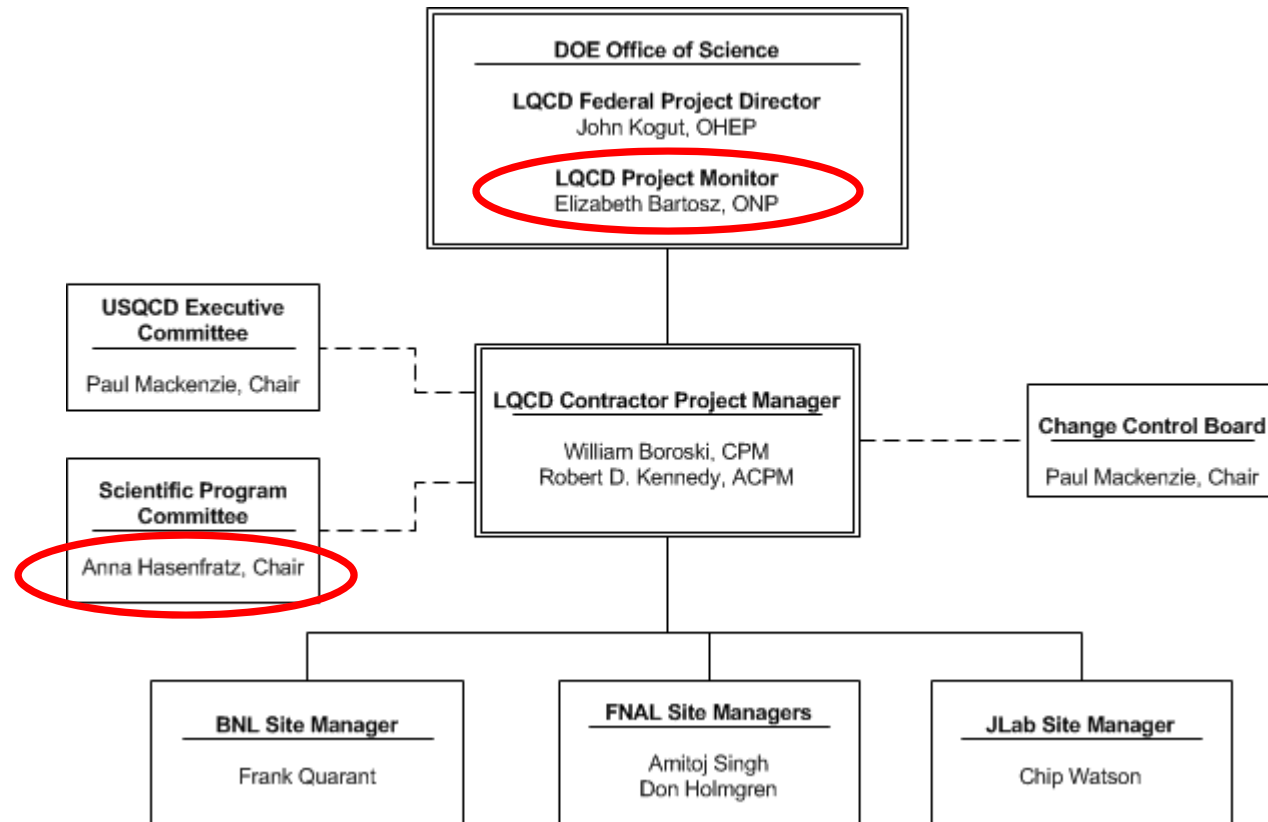 DOE Office of Science
LQCD Federal Project Director
John Kogut, OHEP
LQCD Project Monitor
Elizabeth Bartosz, ONP
USQCD Executive
Committee
Paul Mackenzie, Chair
LQCD Contractor Project Manager
William Boroski, CPM
Robert D. Kennedy, ACPM
Change Control Board
Paul Mackenzie, Chair
Scientific Program
Committee
Anna Hasenfratz, Chair
BNL Site Manager
Frank Quarant
FNAL Site Managers
Amitoj Singh
Don Holmgren
JLab Site Manager
Chip Watson